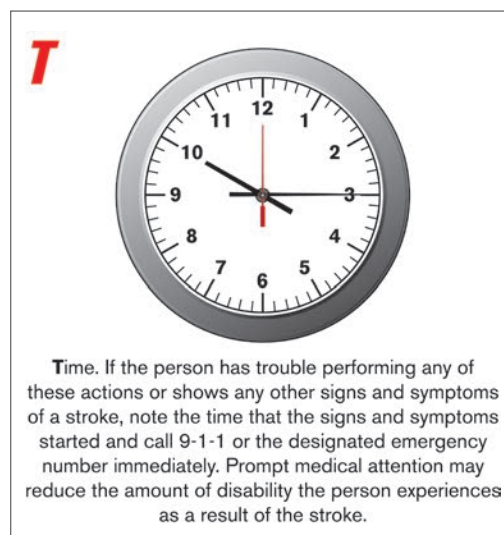 T
12
11 1
10 2
9 3
8 4
7 5
6
Time. If the person has trouble performing any of
these actions or shows any other signs and symptoms
of a stroke, note the time that the signs and symptoms
started and call 9-1-1 or the designated emergency
number immediately. Prompt medical attention may
reduce the amount of disability the person experiences
as a result of the stroke.